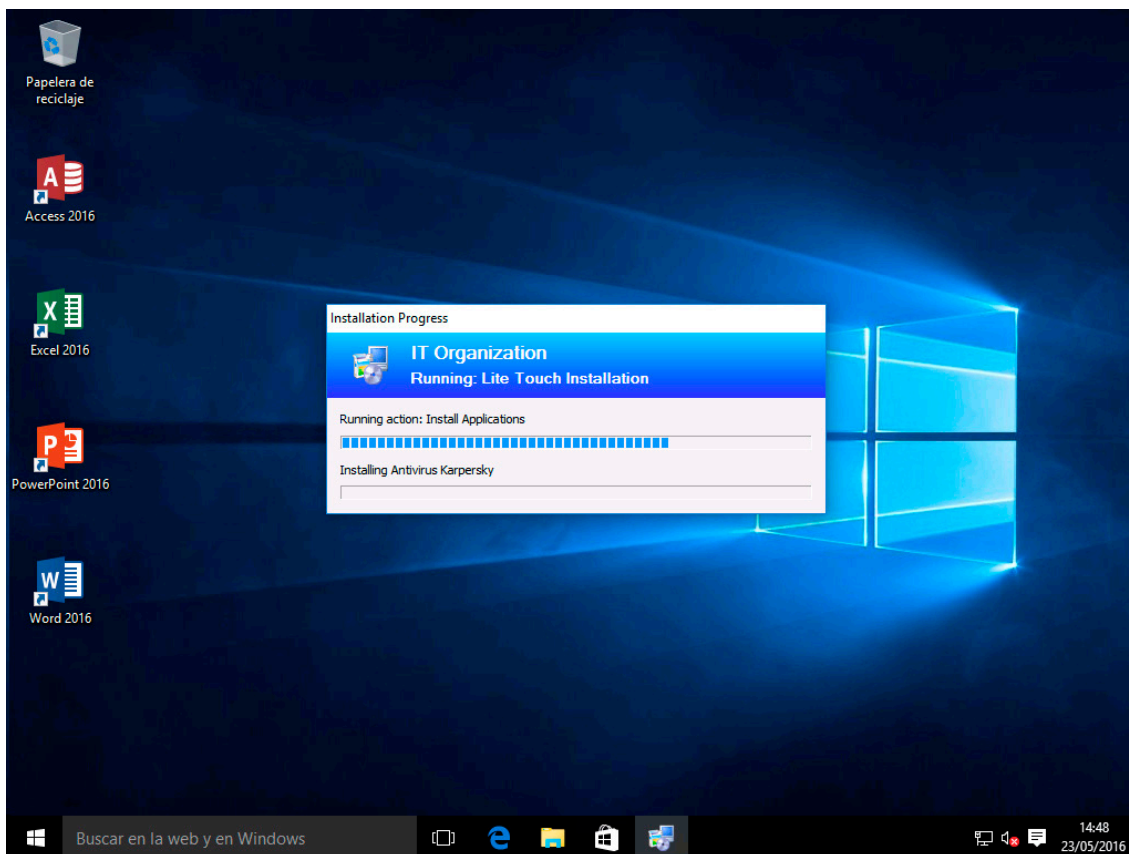 Papelera de
reciclaje
Access 2016
Excel 2016
PowerPoint 2016
Word 2016
Installation Progress
IT Organization
Running: Lite Touch Installation
Running action: Install Applications
Installing Antivirus Karpersky
Buscar en la web y en Windows
14:48
23/05/2016